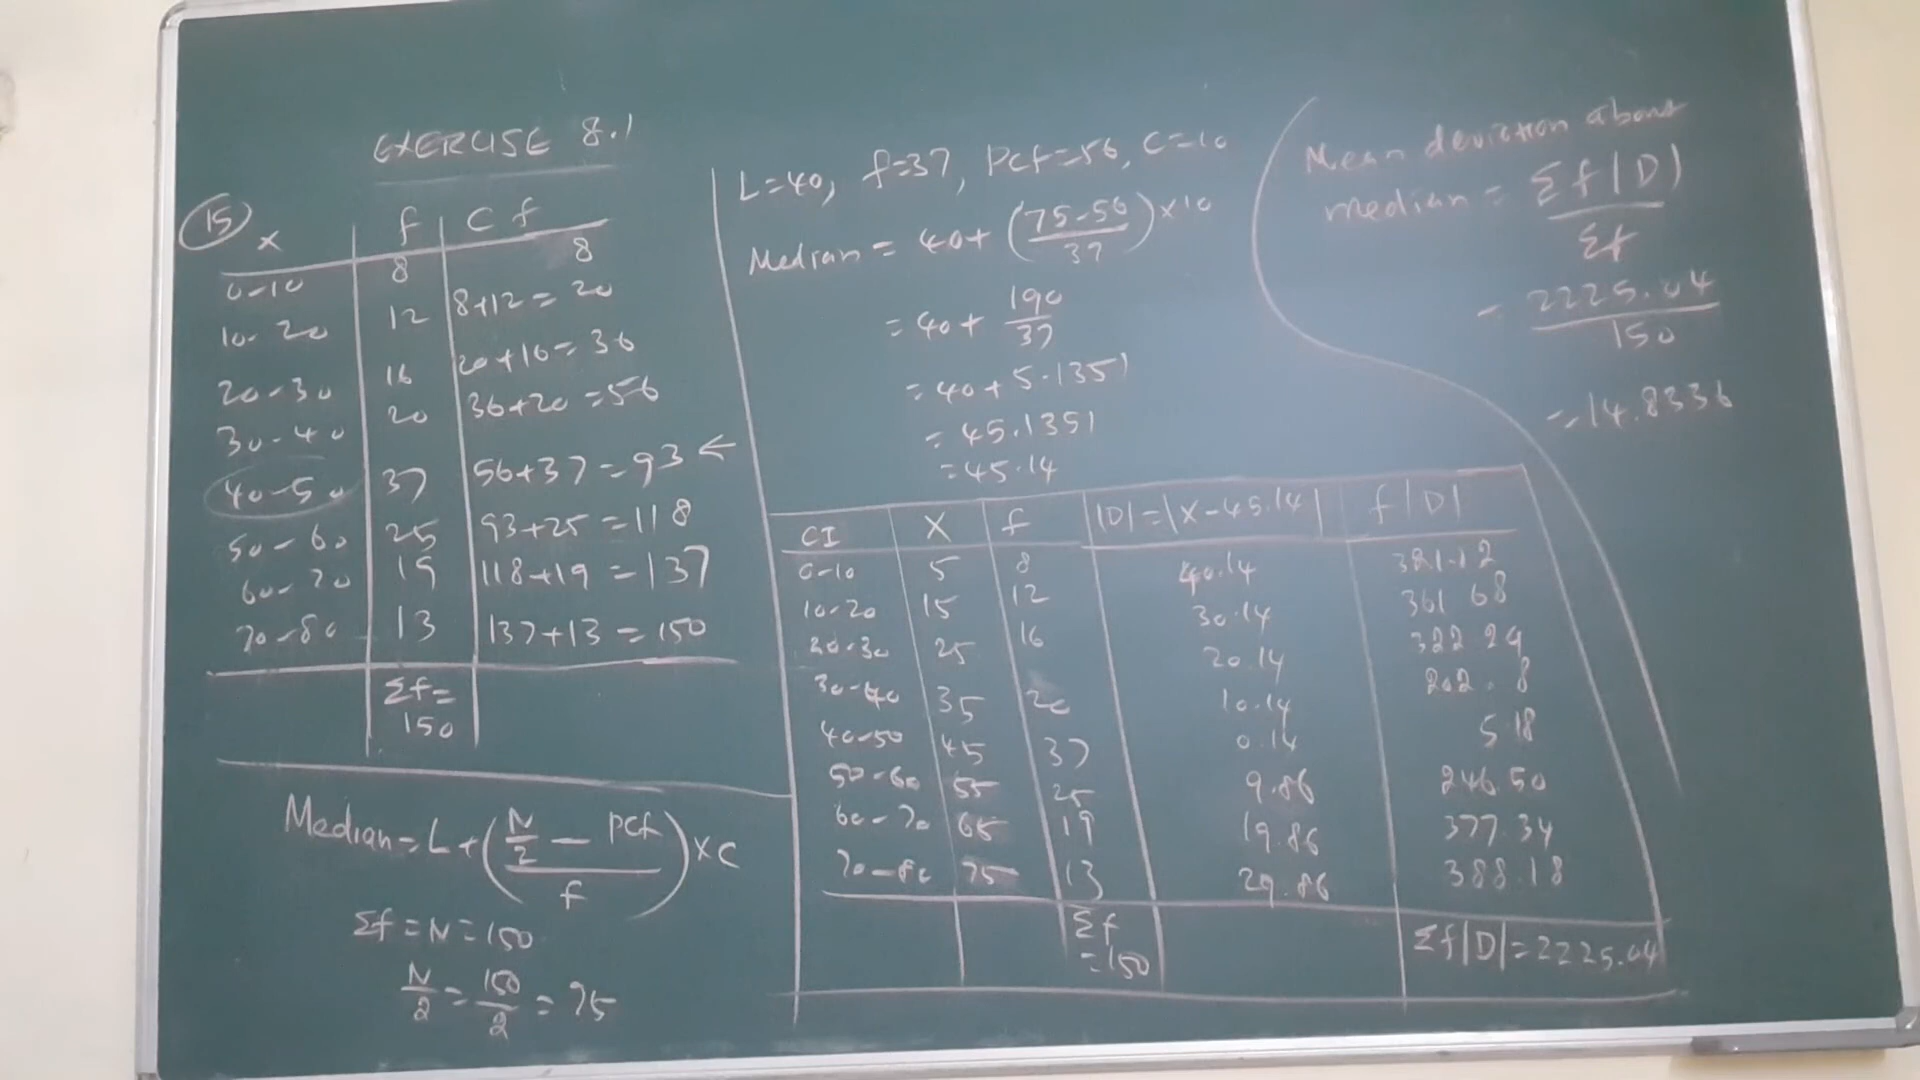 EXERCISE 8.1
15
x f C f
0-10 8 8
10-20 12 8+12=20
20-30 16 20+16=36
30-40 20 36+20=56
40-50 37 56+37=93 ←
50-60 25 93+25=118
60-70 19 118+19=137
70-80 13 137+13=150
Σf=
150
Median=L+(N/2 - Pcf / f)×C
Σf=N=150
N/2=150/2=75
L=40, f=37, Pcf=56, C=10
Median=40+(75-56/37)×10
=40+190/37
=40+5.1351
=45.1351
=45.14
CI X f |D|=|X-45.14| f|D|
0-10 5 8 40.14 321.12
10-20 15 12 30.14 361 68
20-30 25 16 20.14 322 24
30-40 35 20 10.14 202.8
40-50 45 37 0.14 5.18
50-60 55 25 9.86 246.50
60-70 65 19 19.86 377.34
70-80 75 13 29.86 388.18
Σf
=150
Σf|D|=2225.04
Mean deviation about
median=Σf|D|/Σf
=2225.04/150
=14.8336